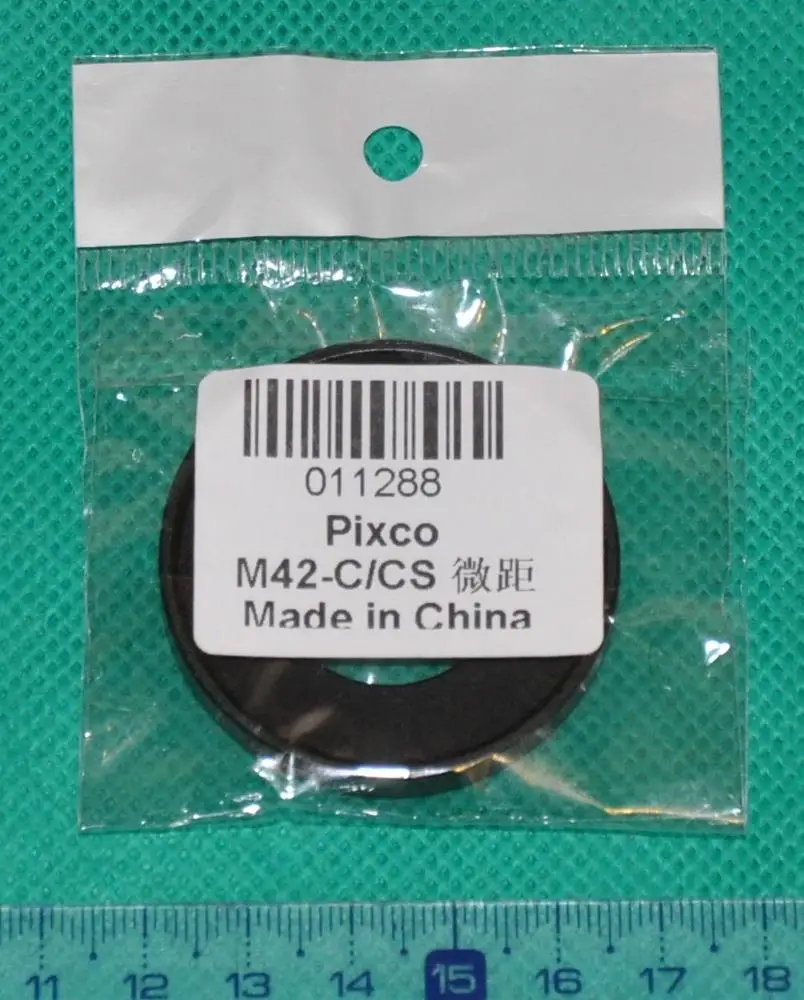 011288
Pixco
M42-C/CS 微距
Made in China
11 12 13 14 15 16 17 18